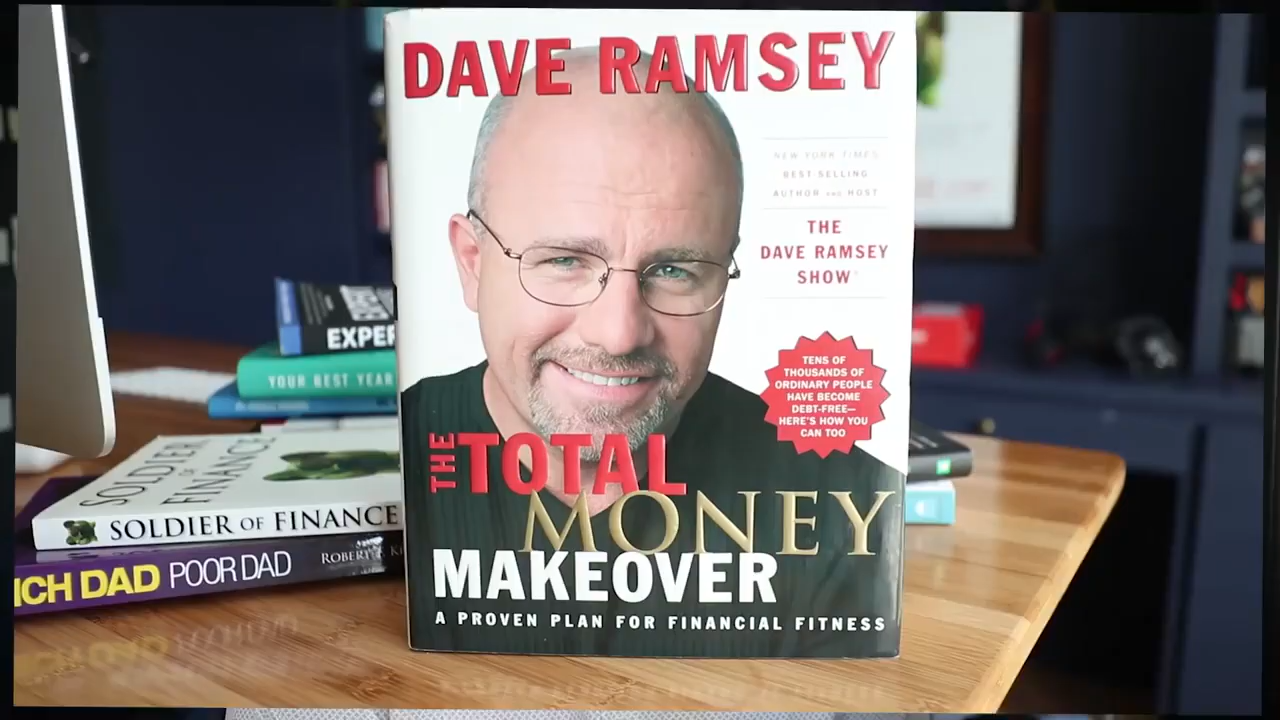 DAVE RAMSEY
NEW YORK TIMES
BEST-SELLING
AUTHOR AND HOST
THE
DAVE RAMSEY
SHOW®
TENS OF
THOUSANDS OF
ORDINARY PEOPLE
HAVE BECOME
DEBT-FREE—
HERE'S HOW YOU
CAN TOO
THE TOTAL
MONEY
MAKEOVER
A PROVEN PLAN FOR FINANCIAL FITNESS
EXPER
YOUR BEST YEAR
SOLDIER
OF
FINANCE
SOLDIER OF FINANCE
ICH DAD POOR DAD
ROBERT T. KI